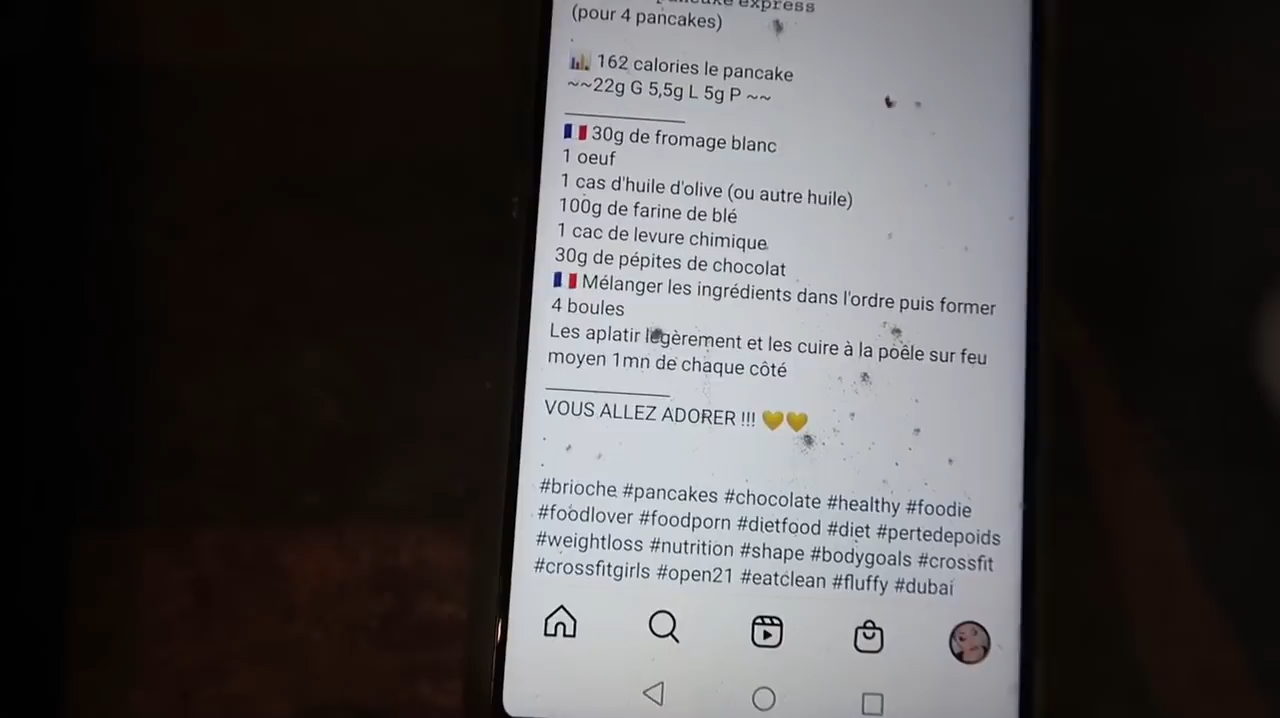 express
(pour 4 pancakes)
📊 162 calories le pancake
~~22g G 5,5g L 5g P ~~
🇫🇷 30g de fromage blanc
1 oeuf
1 cas d'huile d'olive (ou autre huile)
100g de farine de blé
1 cac de levure chimique
30g de pépites de chocolat
🇫🇷 Mélanger les ingrédients dans l'ordre puis former
4 boules
Les aplatir légèrement et les cuire à la poêle sur feu
moyen 1mn de chaque côté
VOUS ALLEZ ADORER !!! 💛💛
.
#brioche #pancakes #chocolate #healthy #foodie
#foodlover #foodporn #dietfood #diet #pertedepoids
#weightloss #nutrition #shape #bodygoals #crossfit
#crossfitgirls #open21 #eatclean #fluffy #dubai